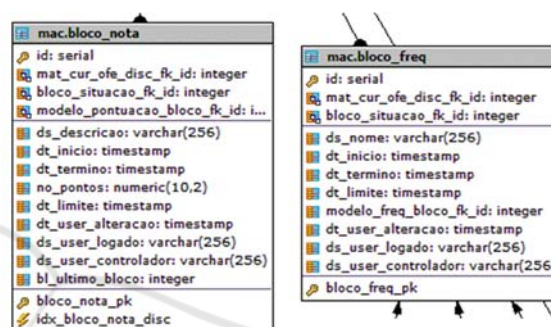 mac.bloco_nota
id: serial
mat_cur_ofe_disc_fk_id: integer
bloco_situacao_fk_id: integer
modelo_pontuacao_bloco_fk_id: i...
ds_descricao: varchar(256)
dt_inicio: timestamp
dt_termino: timestamp
no_pontos: numeric(10,2)
dt_limite: timestamp
dt_user_alteracao: timestamp
ds_user_logado: varchar(256)
ds_user_controlador: varchar(256)
bl_ultimo_bloco: integer
bloco_nota_pk
idx_bloco_nota_disc
mac.bloco_freq
id: serial
mat_cur_ofe_disc_fk_id: integer
bloco_situacao_fk_id: integer
ds_nome: varchar(256)
dt_inicio: timestamp
dt_termino: timestamp
dt_limite: timestamp
modelo_freq_bloco_fk_id: integer
dt_user_alteracao: timestamp
ds_user_logado: varchar(256)
ds_user_controlador: varchar(256
bloco_freq_pk